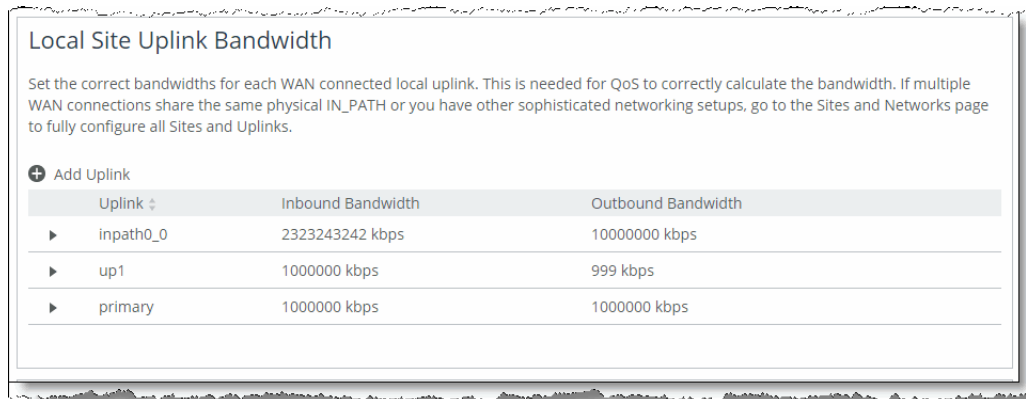 Local Site Uplink Bandwidth
Set the correct bandwidths for each WAN connected local uplink. This is needed for QoS to correctly calculate the bandwidth. If multiple
WAN connections share the same physical IN_PATH or you have other sophisticated networking setups, go to the Sites and Networks page
to fully configure all Sites and Uplinks.
Add Uplink
Uplink Inbound Bandwidth Outbound Bandwidth
inpath0_0 2323243242 kbps 10000000 kbps
up1 1000000 kbps 999 kbps
primary 1000000 kbps 1000000 kbps